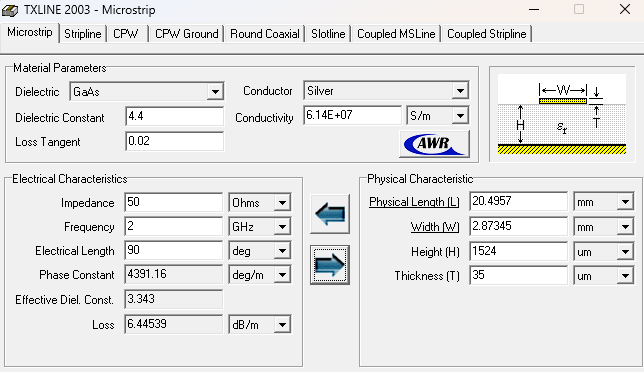 TXLINE 2003 - Microstrip
Microstrip Stripline CPW CPW Ground Round Coaxial Slotline Coupled MSLine Coupled Stripline
Material Parameters
Dielectric GaAs Conductor Silver
Dielectric Constant 4.4 Conductivity 6.14E+07 S/m
Loss Tangent 0.02 AWR
W
H εr T
Electrical Characteristics
Impedance 50 Ohms
Frequency 2 GHz
Electrical Length 90 deg
Phase Constant 4391.16 deg/m
Effective Diel. Const. 3.343
Loss 6.44539 dB/m
Physical Characteristic
Physical Length (L) 20.4957 mm
Width (W) 2.87345 mm
Height (H) 1524 um
Thickness (T) 35 um